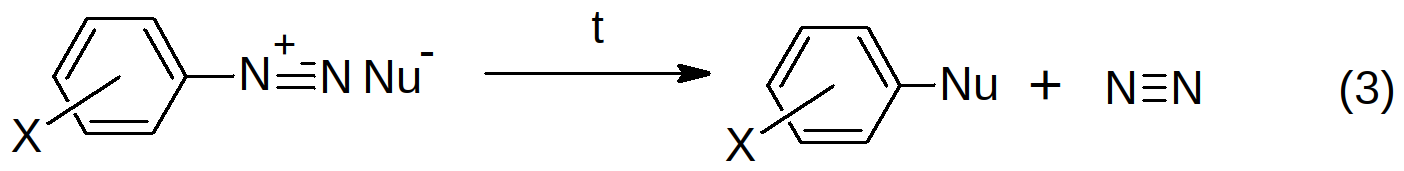 t
X N⁺≡N Nu⁻ X Nu + N≡N (3)